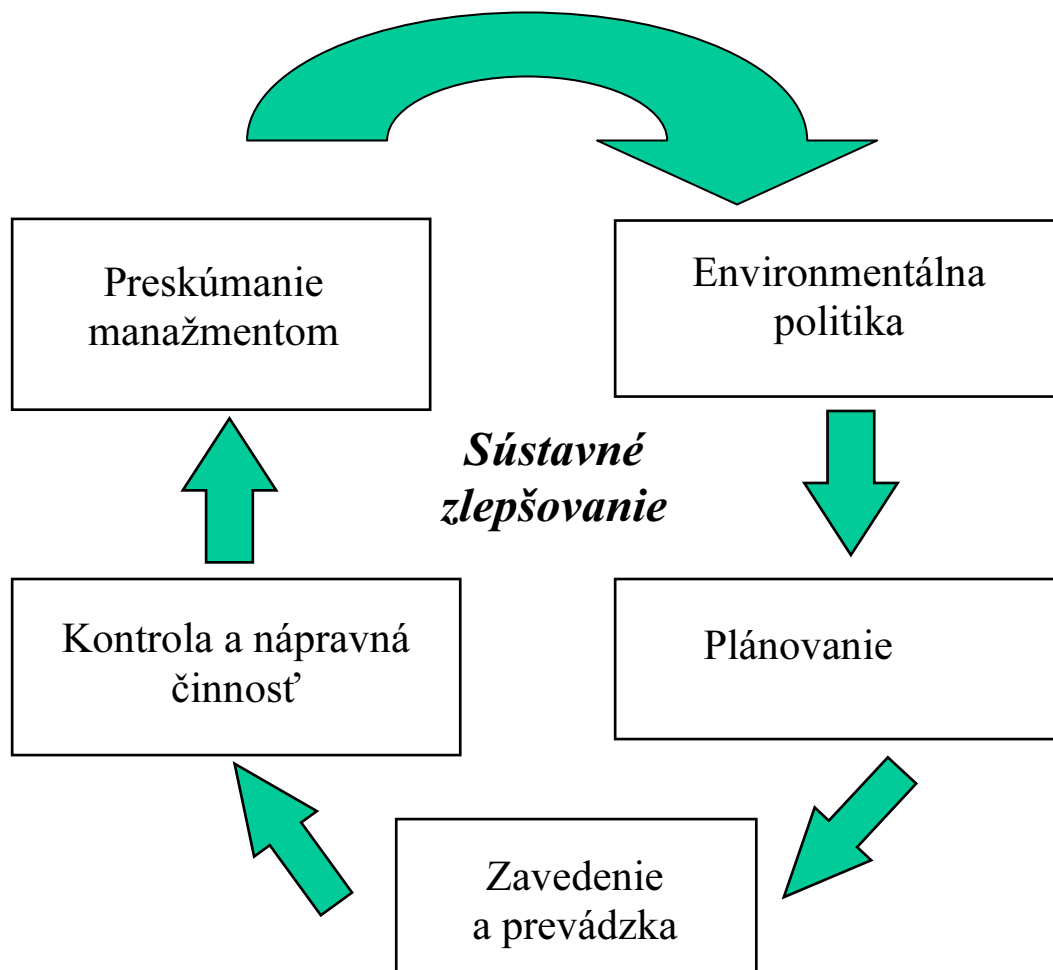 Preskúmanie
manažmentom
Environmentálna
politika
Sústavné
zlepšovanie
Kontrola a nápravná
činnosť
Plánovanie
Zavedenie
a prevádzka